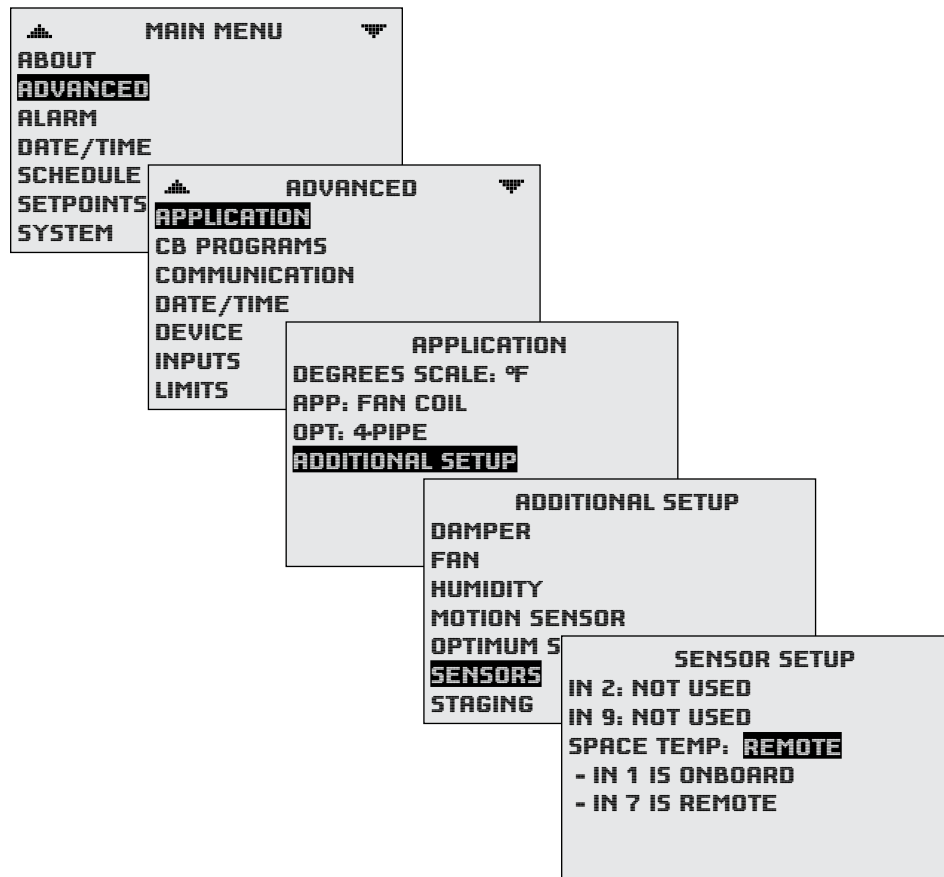 MAIN MENU
ABOUT
ADVANCED
ALARM
DATE/TIME
SCHEDULE
SETPOINTS
SYSTEM
ADVANCED
APPLICATION
CB PROGRAMS
COMMUNICATION
DATE/TIME
DEVICE
INPUTS
LIMITS
APPLICATION
DEGREES SCALE: °F
APP: FAN COIL
OPT: 4-PIPE
ADDITIONAL SETUP
ADDITIONAL SETUP
DAMPER
FAN
HUMIDITY
MOTION SENSOR
OPTIMUM S
SENSORS
STAGING
SENSOR SETUP
IN 2: NOT USED
IN 9: NOT USED
SPACE TEMP: REMOTE
- IN 1 IS ONBOARD
- IN 7 IS REMOTE